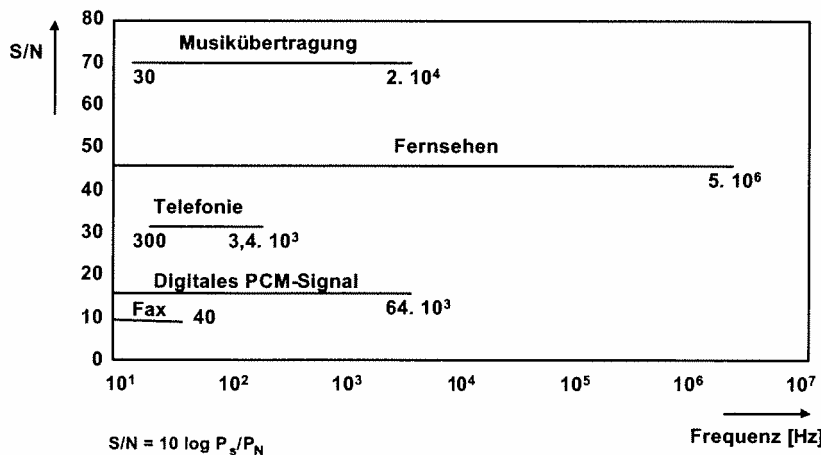 80
S/N
Musikübertragung
70
30
2. 10⁴
60
50
Fernsehen
40
5. 10⁶
Telefonie
30
300
3,4. 10³
20
Digitales PCM-Signal
64. 10³
Fax
40
10
0
10¹
10²
10³
10⁴
10⁵
10⁶
10⁷
Frequenz [Hz]
S/N = 10 log Pₛ/P_N